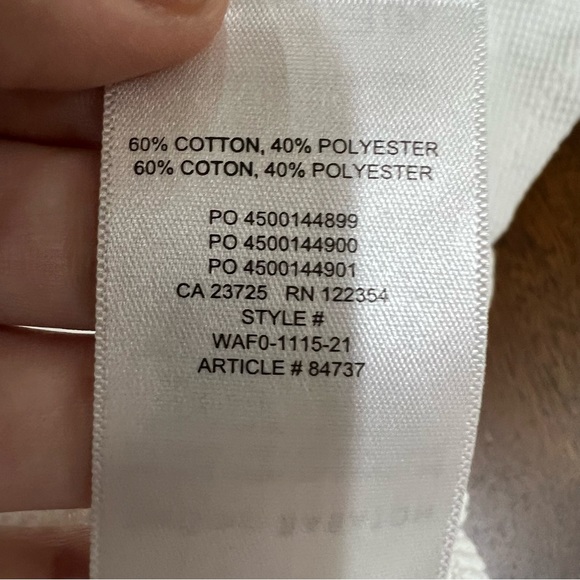 60% COTTON, 40% POLYESTER
60% COTON, 40% POLYESTER
PO 4500144899
PO 4500144900
PO 4500144901
CA 23725 RN 122354
STYLE #
WAF0-1115-21
ARTICLE # 84737